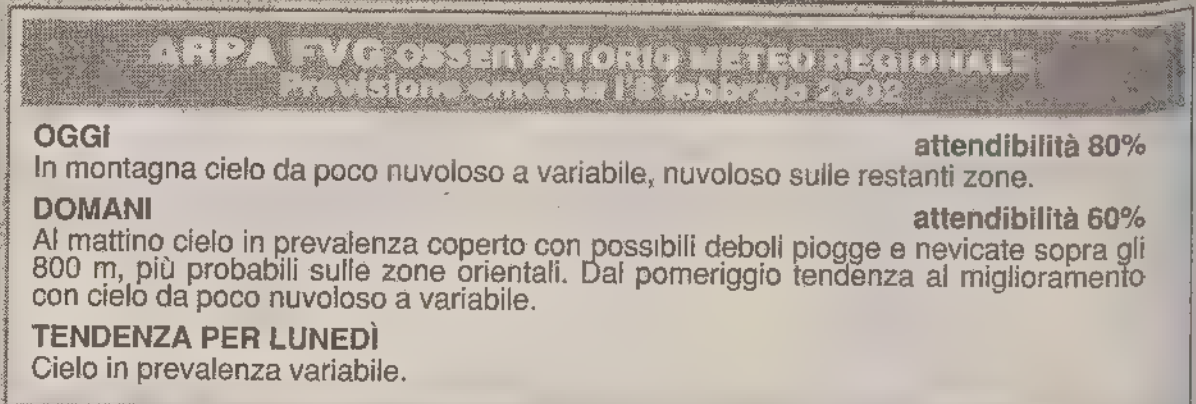 ARPA FVG OSSERVATORIO METEO REGIONALE
Previsione emessa l'8 febbraio 2002
OGGI attendibilità 80%
In montagna cielo da poco nuvoloso a variabile, nuvoloso sulle restanti zone.
DOMANI attendibilità 60%
Al mattino cielo in prevalenza coperto con possibili deboli piogge e nevicate sopra gli
800 m, più probabili sulle zone orientali. Dal pomeriggio tendenza al miglioramento
con cielo da poco nuvoloso a variabile.
TENDENZA PER LUNEDÌ
Cielo in prevalenza variabile.